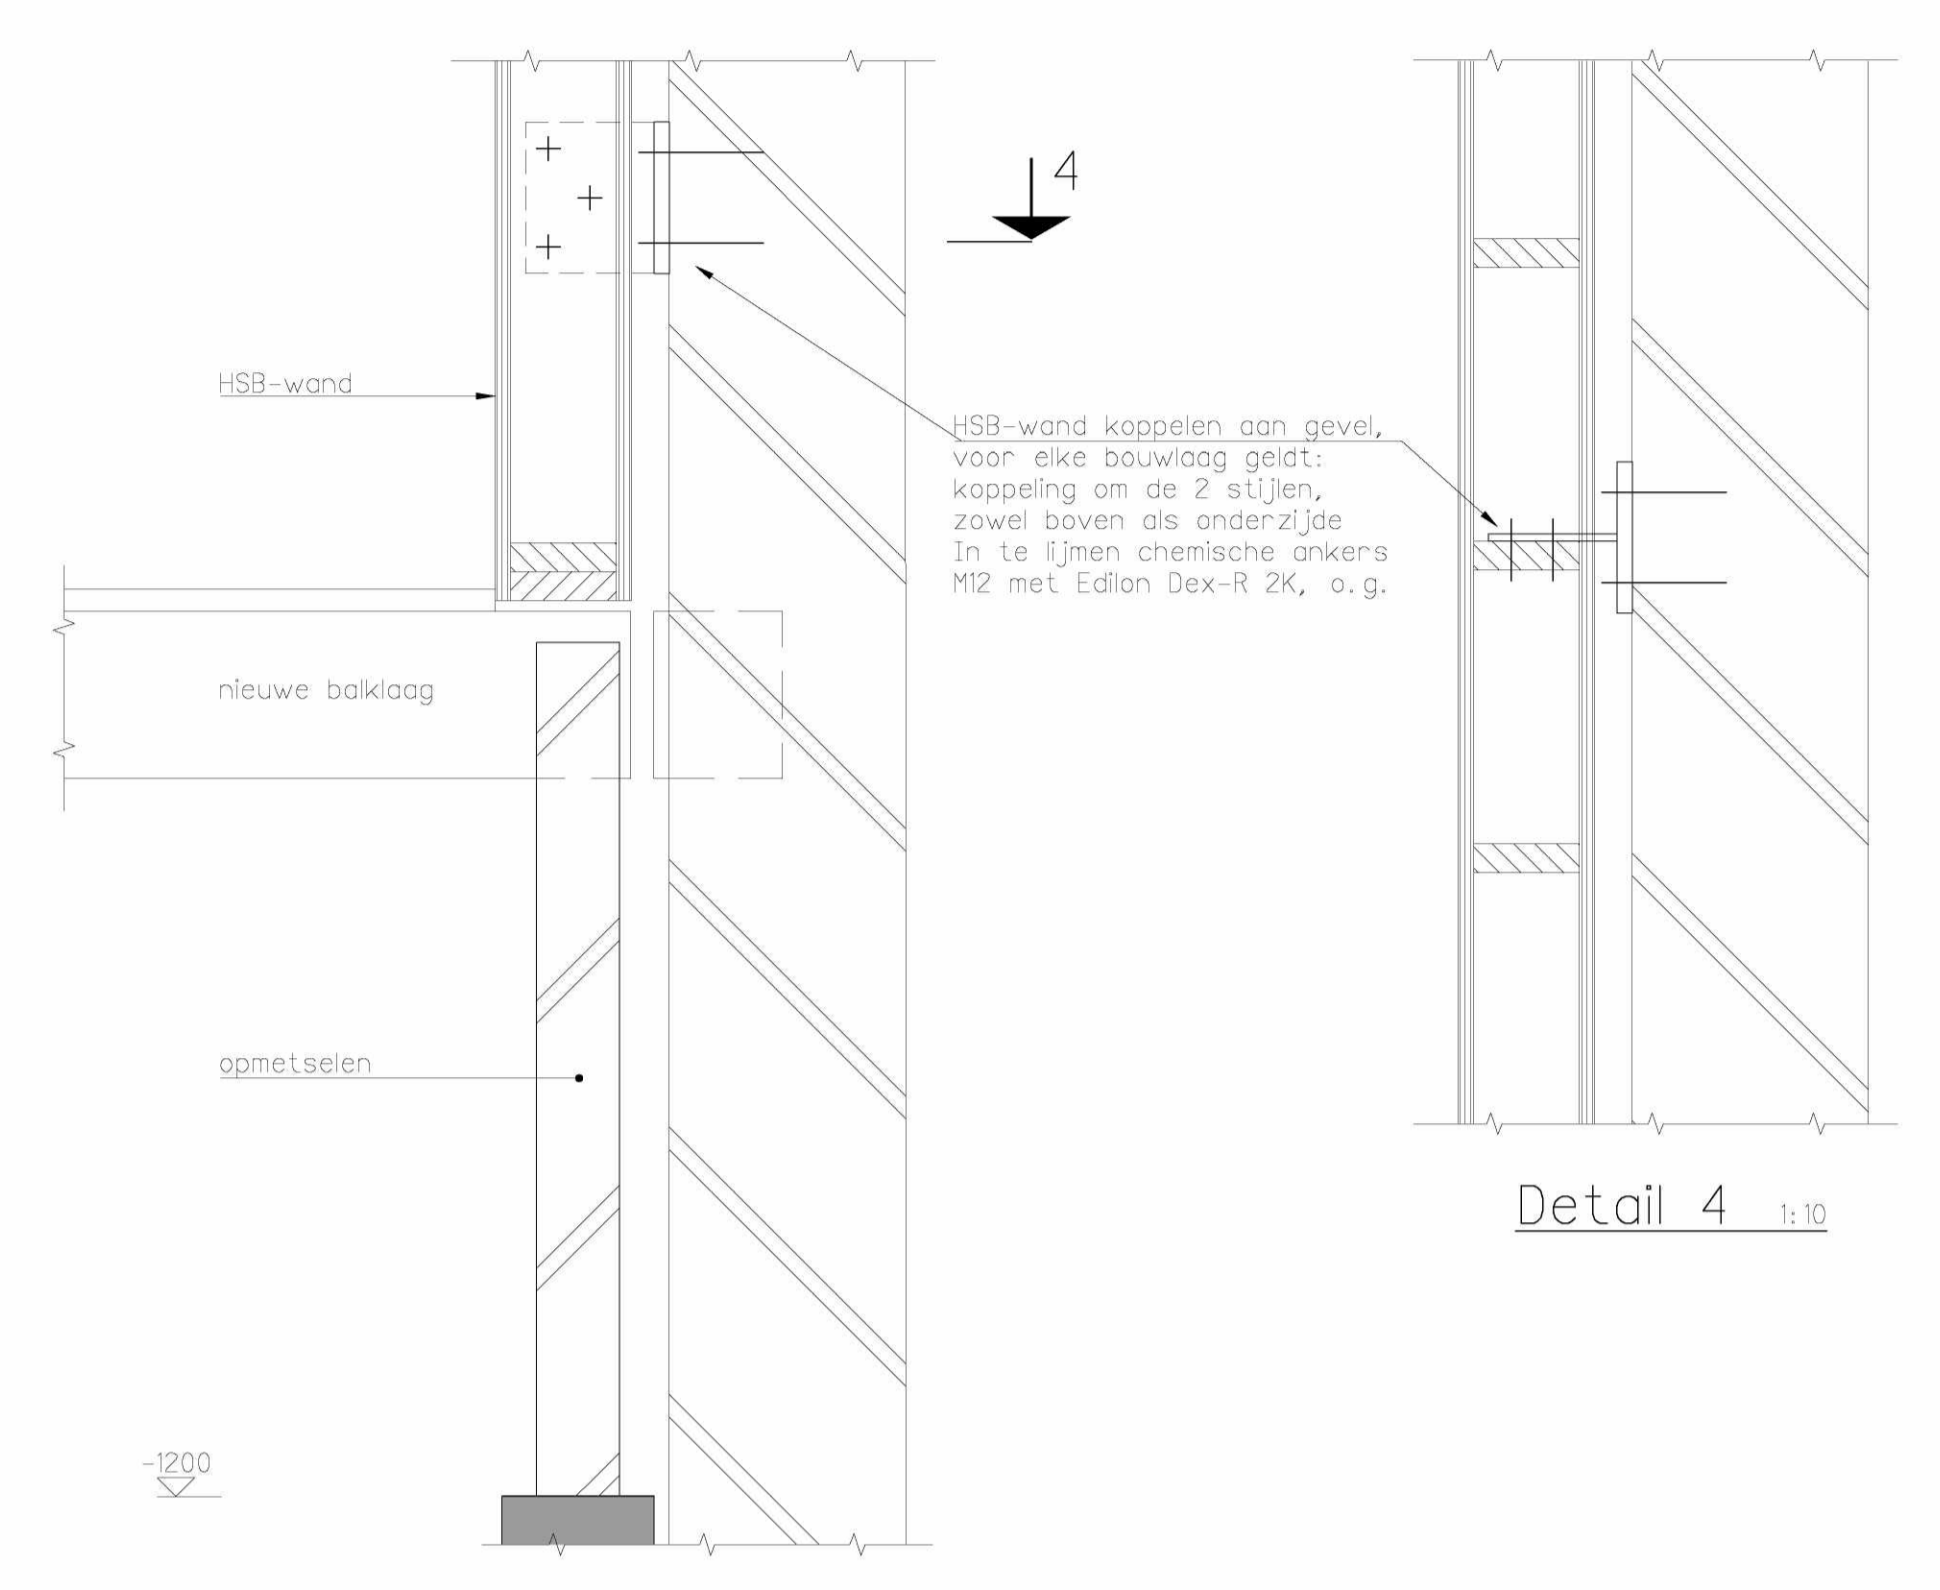 4
HSB-wand
HSB-wand koppelen aan gevel,
voor elke bouwlaag geldt:
koppeling om de 2 stijlen,
zowel boven als onderzijde
In te lijmen chemische ankers
M12 met Edilon Dex-R 2K, o.g.
nieuwe balklaag
opmetselen
Detail 4 1:10
-1200